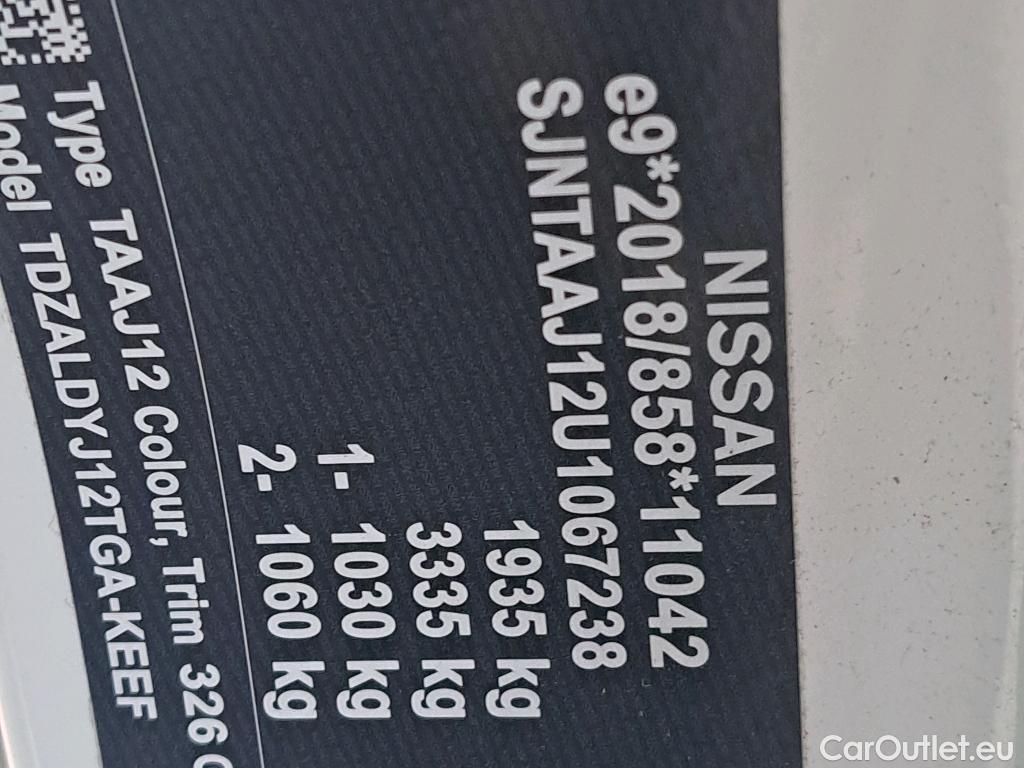 NISSAN
e9*2018/858*11042
SJNTAAJ12U1067238
1935 kg
3335 kg
1- 1030 kg
2- 1060 kg
Type TAAJ12 Colour, Trim 326
Model TDZALDYJ12TGA-KEEF
CarOutlet.eu